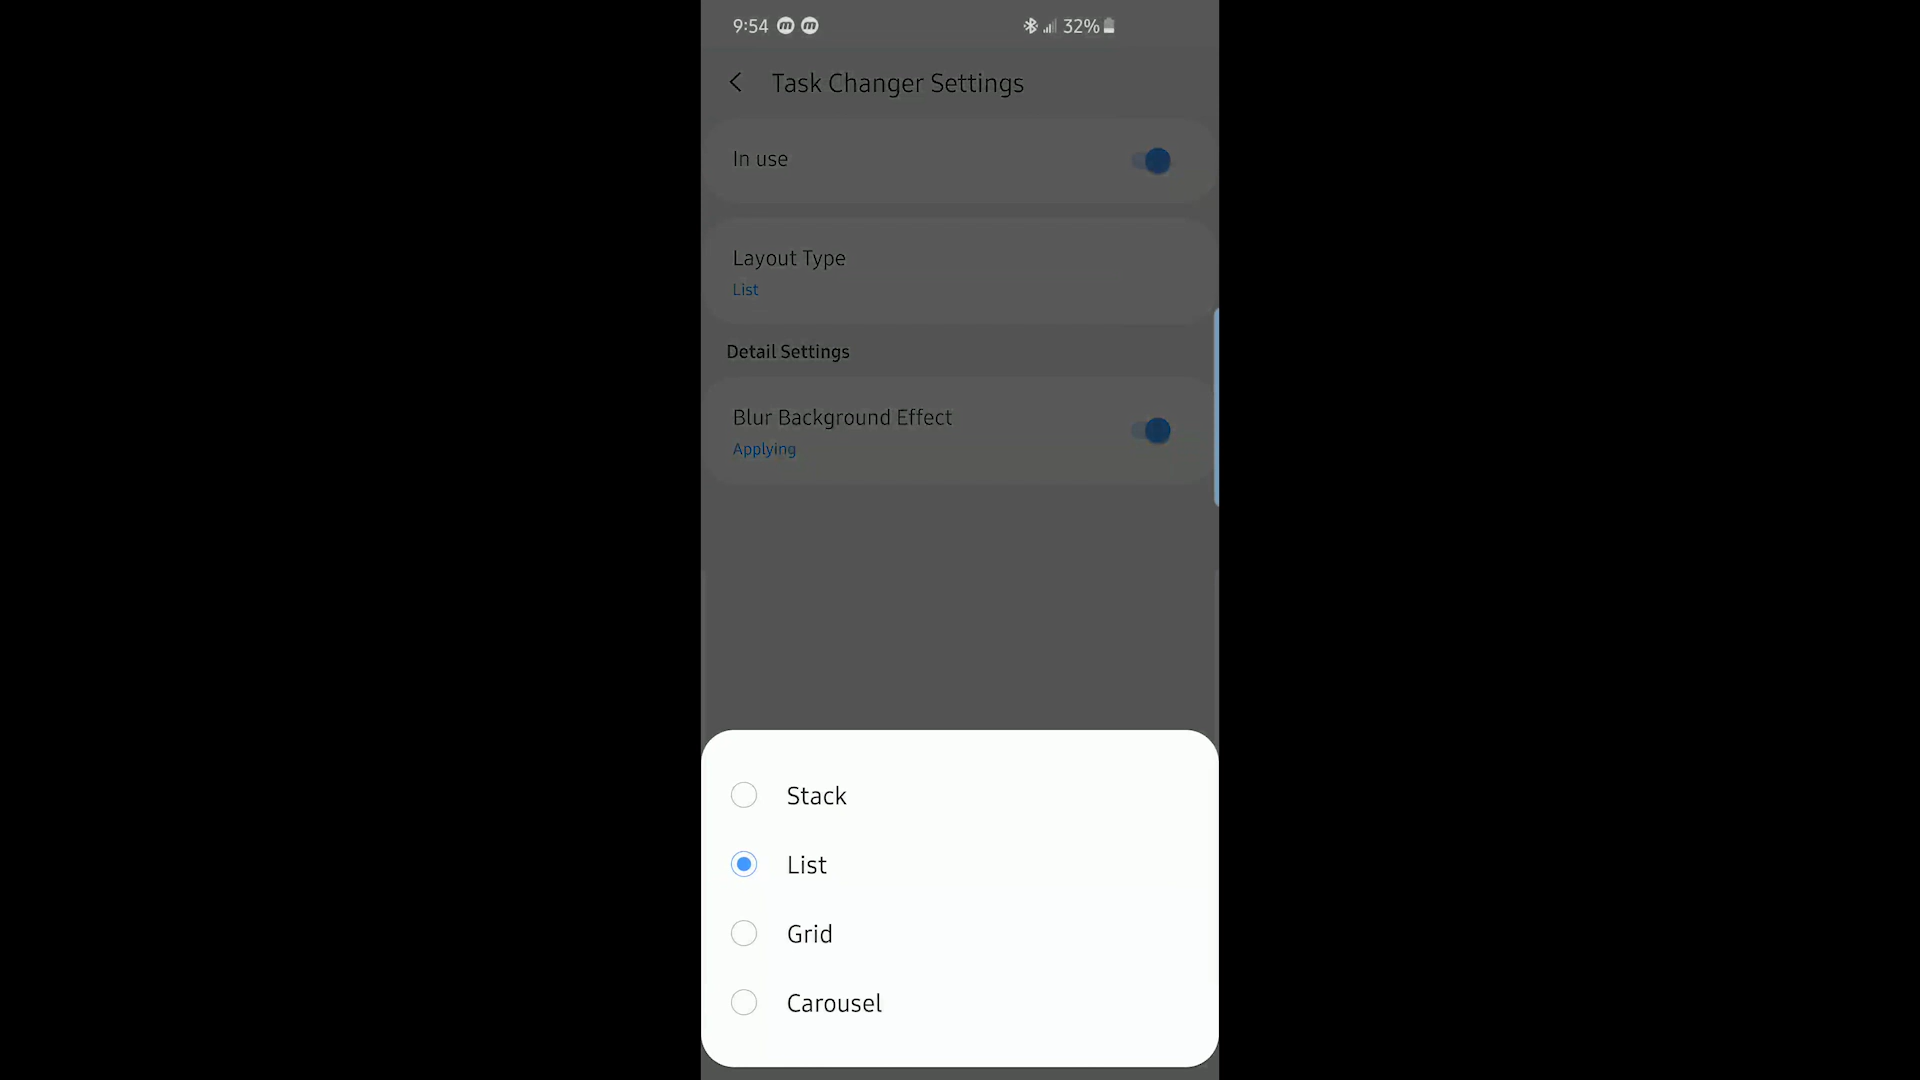 9:54 m m 32%
Task Changer Settings
In use
Layout Type
List
Detail Settings
Blur Background Effect
Applying
Stack
List
Grid
Carousel